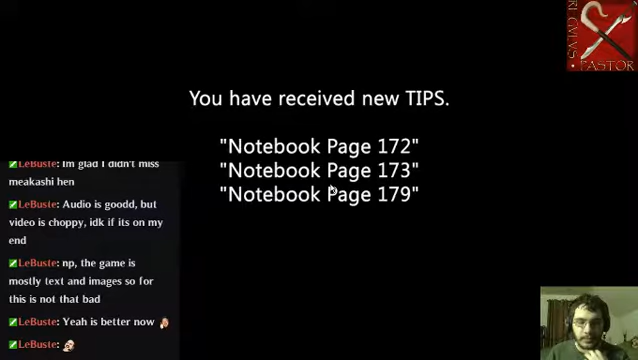 You have received new TIPS.
"Notebook Page 172"
"Notebook Page 173"
"Notebook Page 179"
LeBuste: Im glad I didn't miss
meakashi hen
LeBuste: Audio is goodd, but
video is choppy, idk if its on my
end
LeBuste: np, the game is
mostly text and images so for
this is not that bad
LeBuste: Yeah is better now
LeBuste:
PASTOR